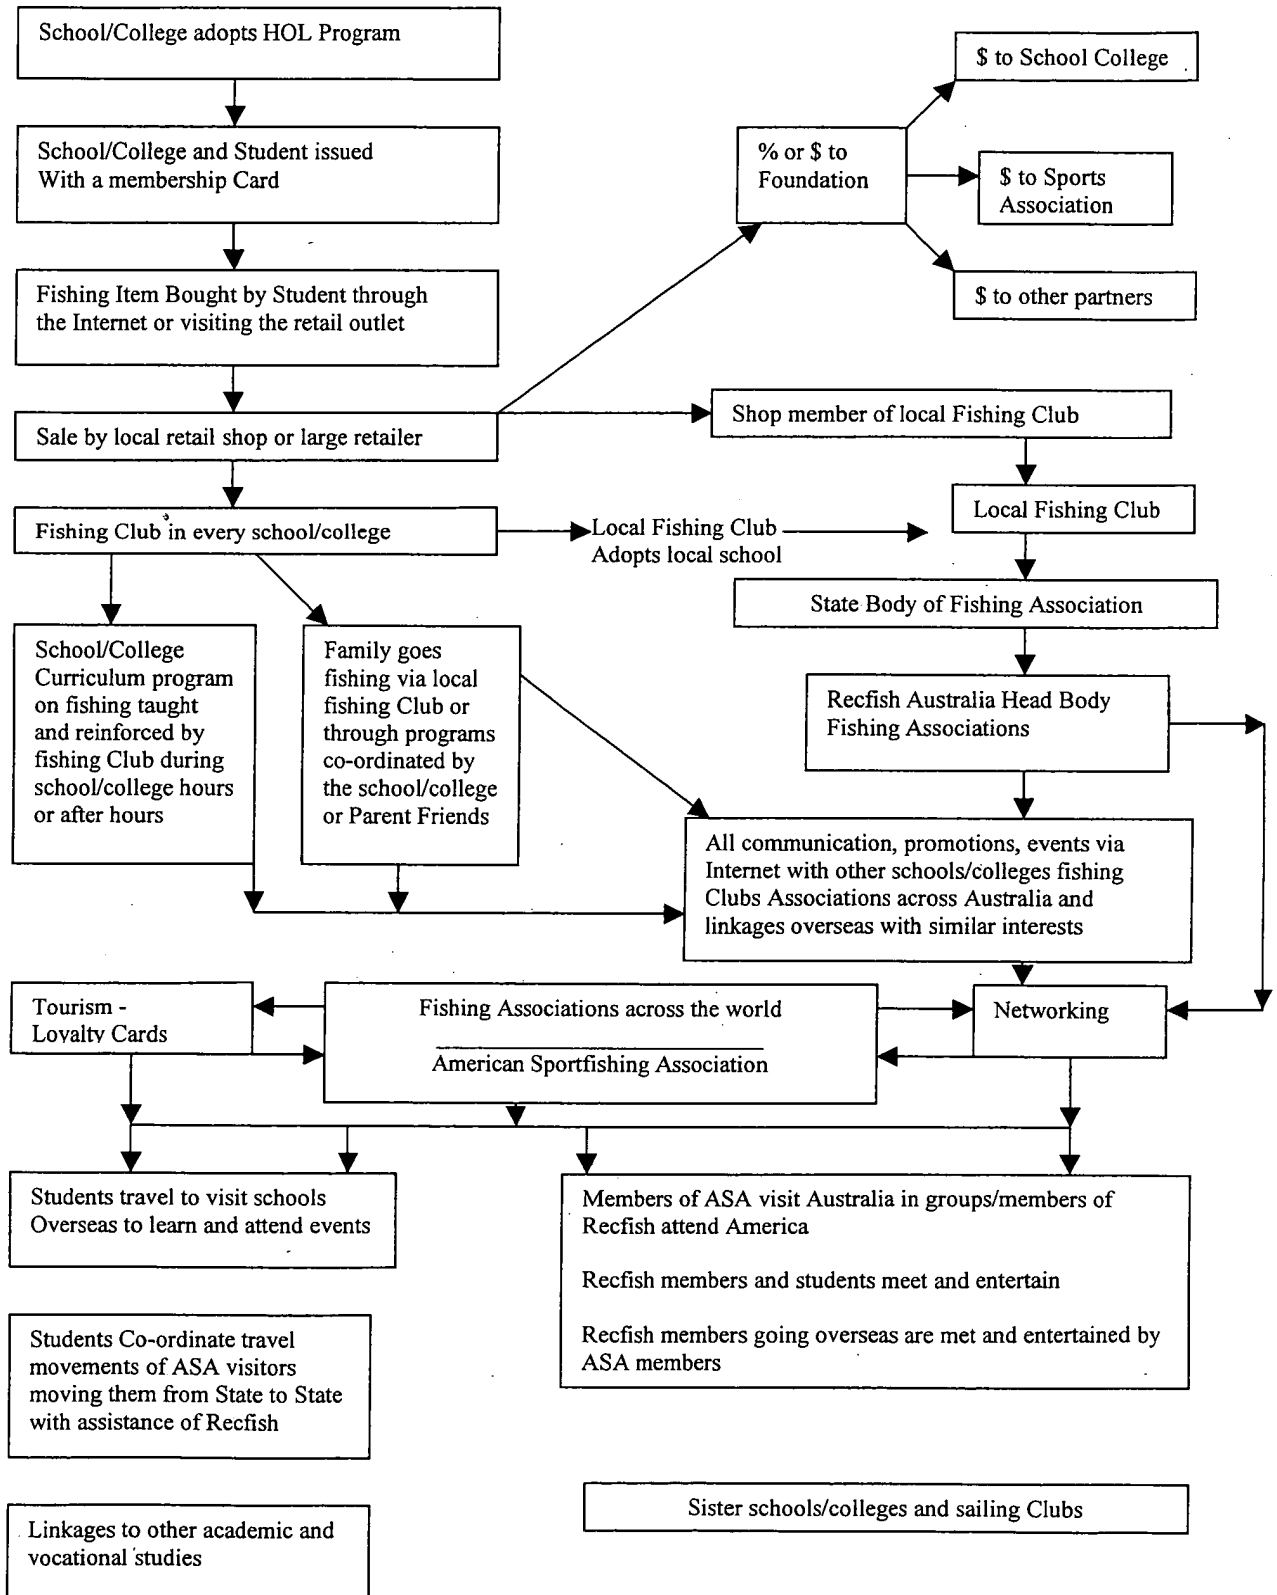 School/College adopts HOL Program
$ to School College
School/College and Student issued
With a membership Card
% or $ to
Foundation
$ to Sports
Association
Fishing Item Bought by Student through
the Internet or visiting the retail outlet
$ to other partners
Sale by local retail shop or large retailer
Shop member of local Fishing Club
Fishing Club in every school/college
Local Fishing Club
Adopts local school
Local Fishing Club
State Body of Fishing Association
School/College
Curriculum program
on fishing taught
and reinforced by
fishing Club during
school/college hours
or after hours
Family goes
fishing via local
fishing Club or
through programs
co-ordinated by
the school/college
or Parent Friends
Recfish Australia Head Body
Fishing Associations
All communication, promotions, events via
Internet with other schools/colleges fishing
Clubs Associations across Australia and
linkages overseas with similar interests
Tourism -
Loyalty Cards
Fishing Associations across the world
American Sportfishing Association
Networking
Students travel to visit schools
Overseas to learn and attend events
Members of ASA visit Australia in groups/members of
Recfish attend America
Recfish members and students meet and entertain
Recfish members going overseas are met and entertained by
ASA members
Students Co-ordinate travel
movements of ASA visitors
moving them from State to State
with assistance of Recfish
Sister schools/colleges and sailing Clubs
Linkages to other academic and
vocational studies